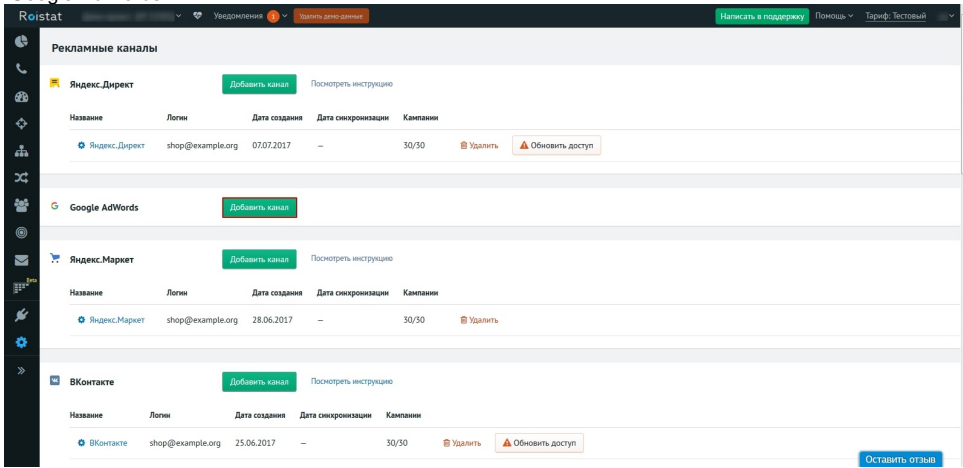 Roistat Уведомления 1 Удалить демо-данные Написать в поддержку Помощь Тариф: Тестовый
Рекламные каналы
Яндекс.Директ Добавить канал Посмотреть инструкцию
Название Логин Дата создания Дата синхронизации Кампании
Яндекс.Директ shop@example.org 07.07.2017 – 30/30 Удалить Обновить доступ
Google AdWords Добавить канал
Яндекс.Маркет Добавить канал Посмотреть инструкцию
Beta
Название Логин Дата создания Дата синхронизации Кампании
Яндекс.Маркет shop@example.org 28.06.2017 – 30/30 Удалить
ВКонтакте Добавить канал Посмотреть инструкцию
Название Логин Дата создания Дата синхронизации Кампании
ВКонтакте shop@example.org 25.06.2017 – 30/30 Удалить Обновить доступ
Оставить отзыв